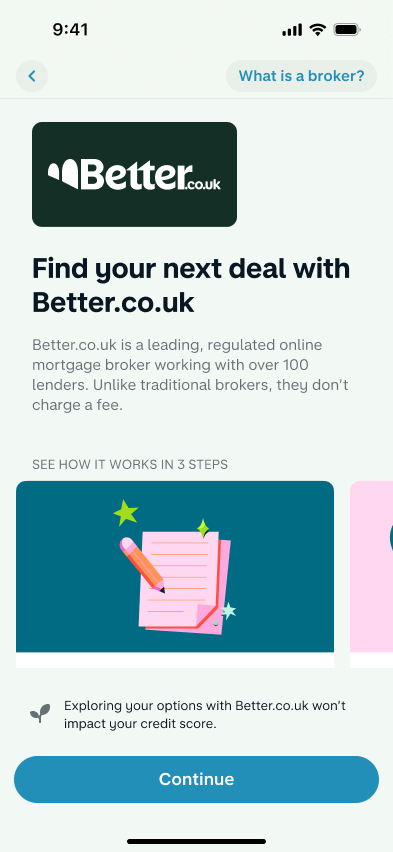 9:41
What is a broker?
Better.co.uk
Find your next deal with
Better.co.uk
Better.co.uk is a leading, regulated online
mortgage broker working with over 100
lenders. Unlike traditional brokers, they don't
charge a fee.
SEE HOW IT WORKS IN 3 STEPS
Exploring your options with Better.co.uk won't
impact your credit score.
Continue